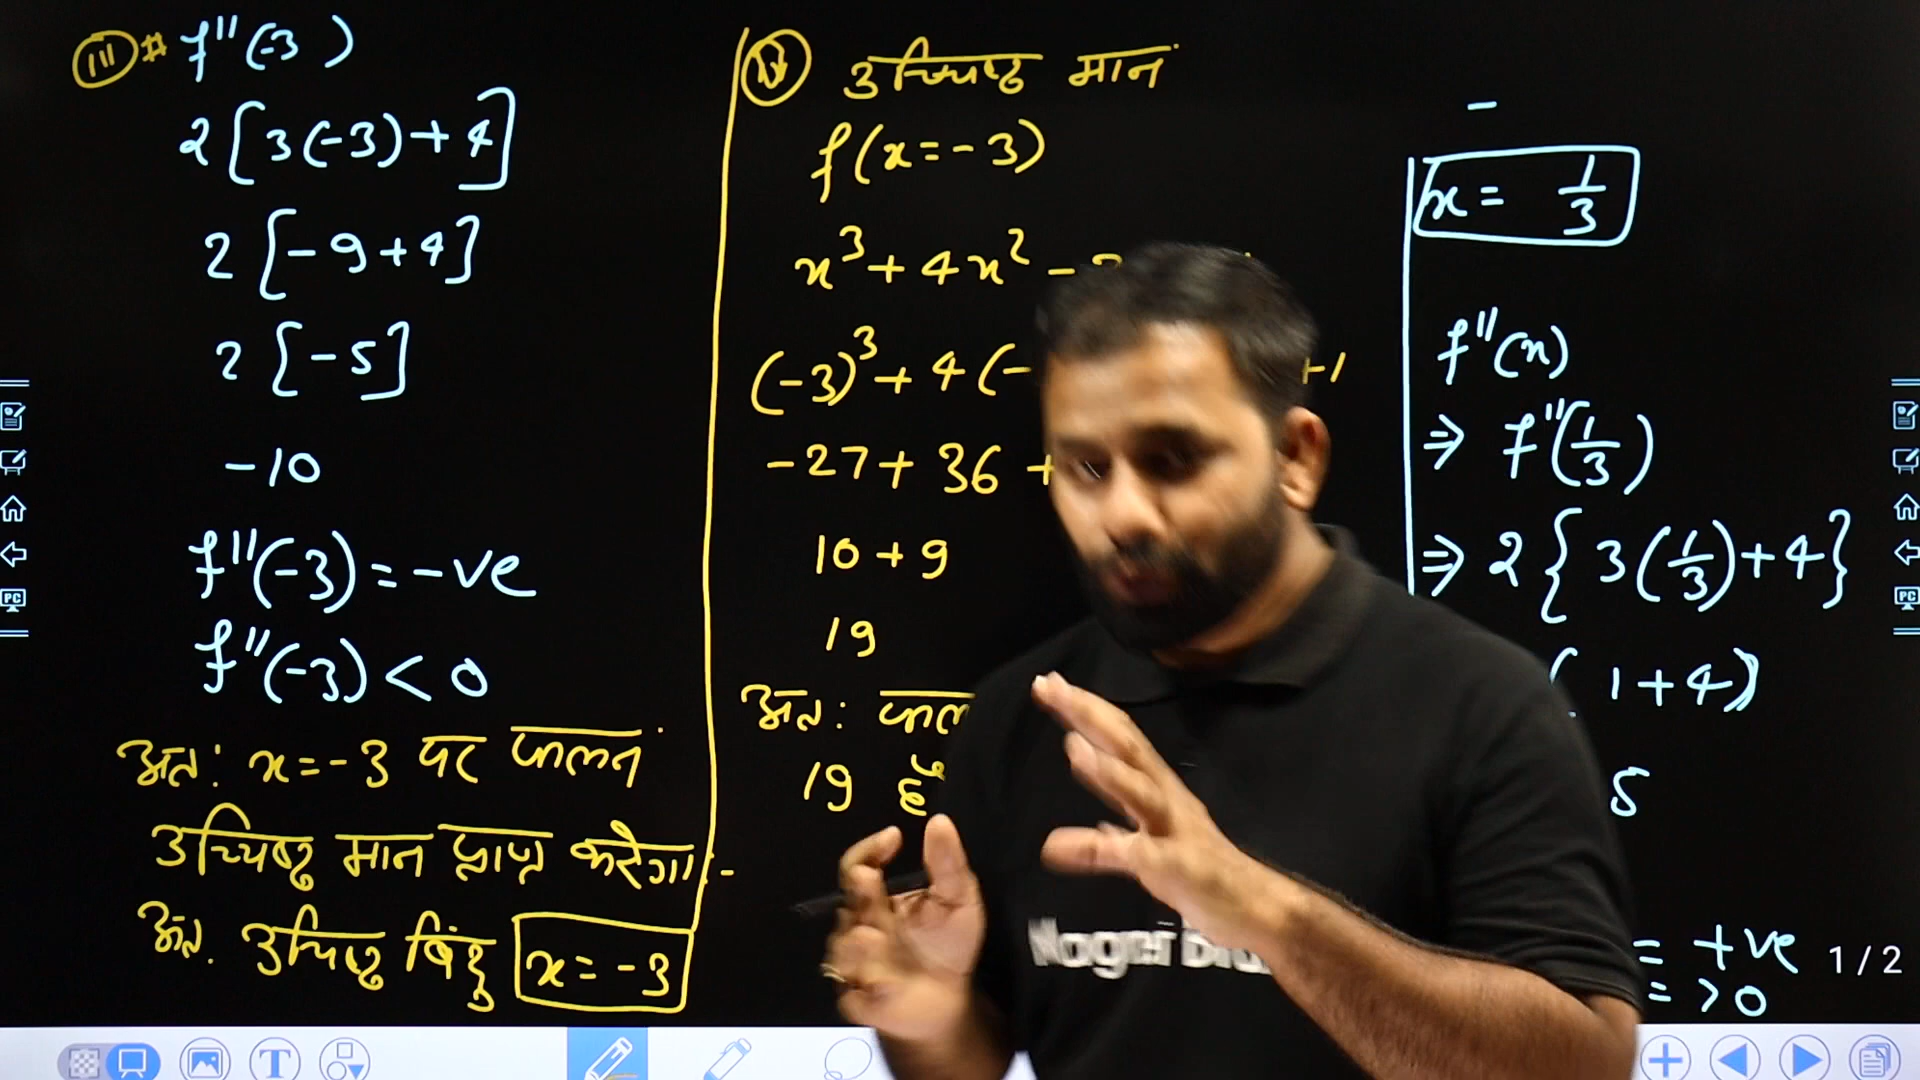 III # f''(-3)
2[3(-3)+4]
2[-9+4]
2[-5]
-10
f''(-3) = -ve
f''(-3) < 0
अतः x=-3 पर फलन
उच्चिष्ठ मान प्राप्त करेगा :-
अतः उच्चिष्ठ बिंदु x = -3
IV उच्चिष्ठ मान
f(x=-3)
x³+4x²-
(-3)³+4(- +1
-27+36+
10+9
19
अतः
19 है
-
x = 1/3
f''(x)
⇒ f''(1/3)
⇒ 2{3(1/3)+4}
(1+4)
5
= +ve
= >0
1/2